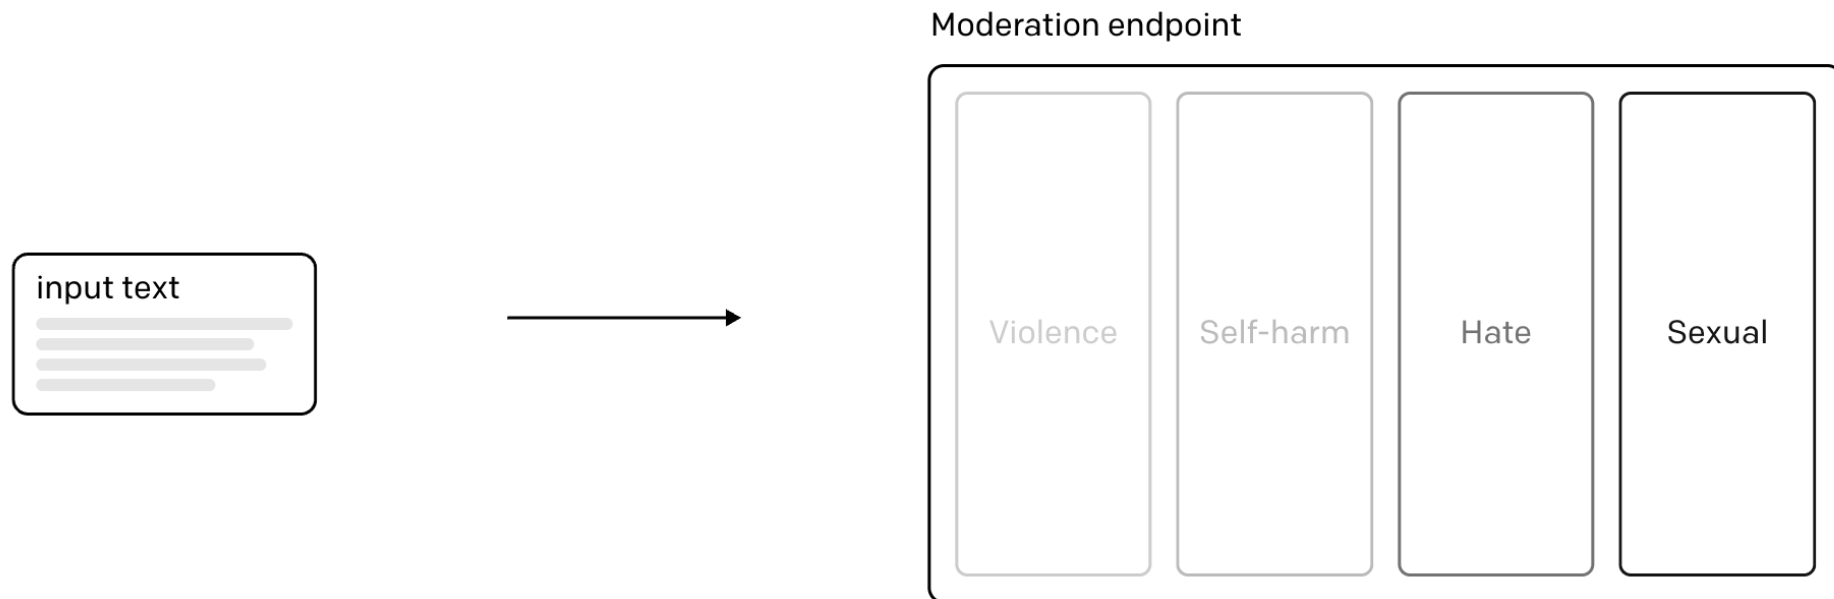 Moderation endpoint
input text
Violence
Self-harm
Hate
Sexual